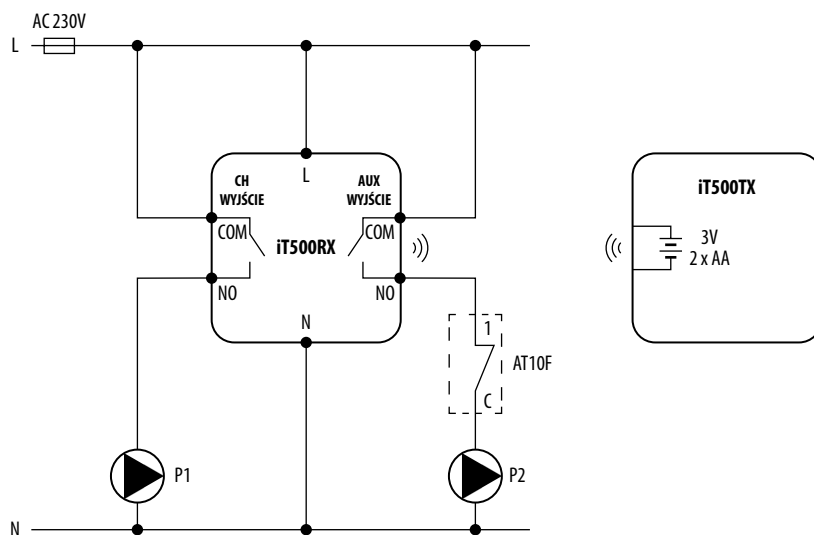 AC 230V
L
CH
WYJŚCIE
L
AUX
WYJŚCIE
COM
iT500RX
COM
NO
NO
N
1
AT10F
C
P1
P2
N
iT500TX
3V
2 x AA